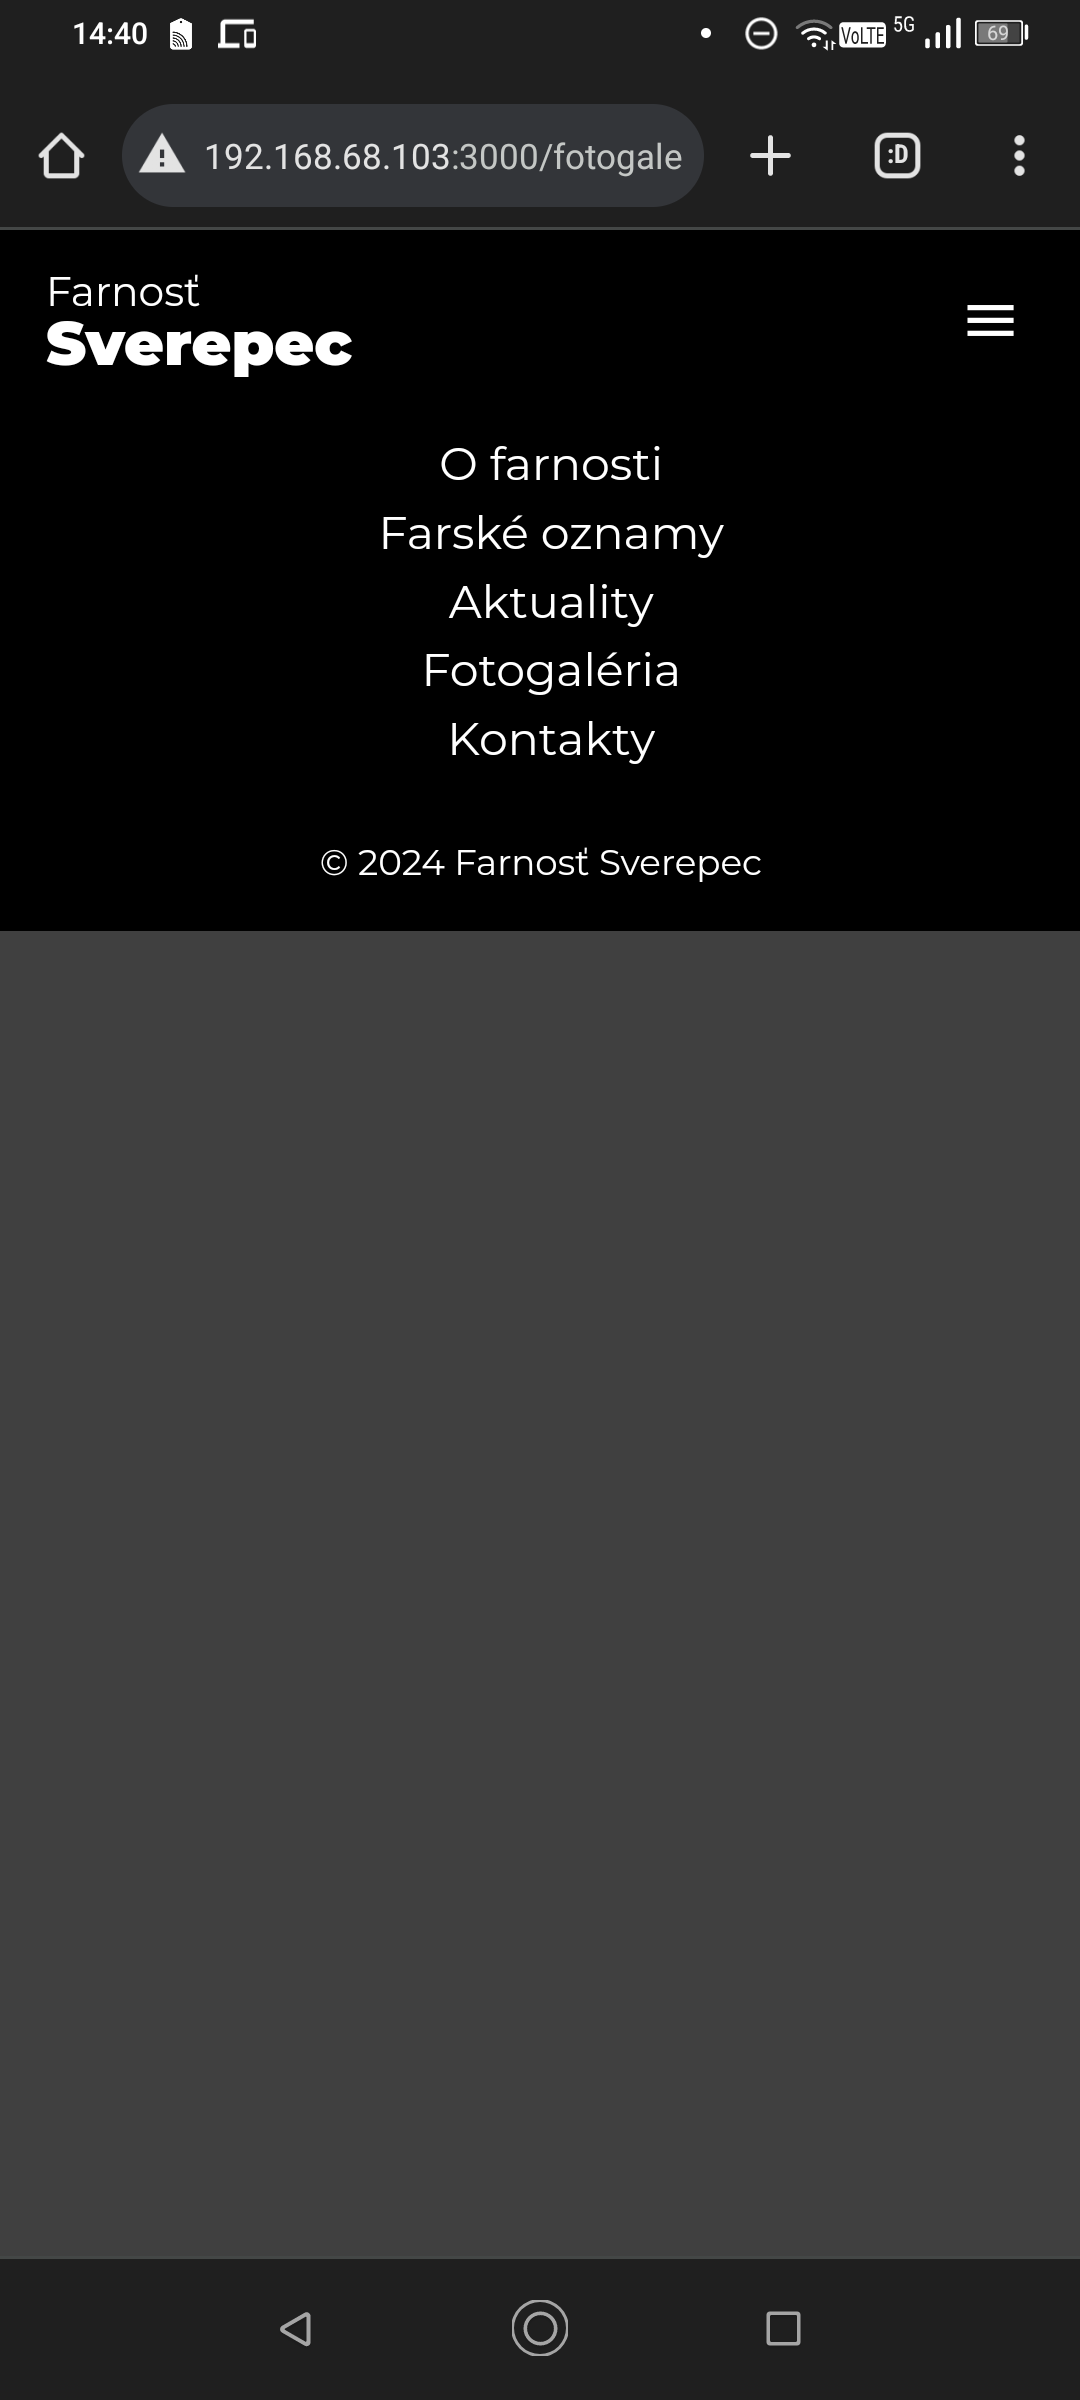 14:40
VoLTE 5G 69
192.168.68.103:3000/fotogale
:D
Farnosť
Sverepec
O farnosti
Farské oznamy
Aktuality
Fotogaléria
Kontakty
© 2024 Farnosť Sverepec